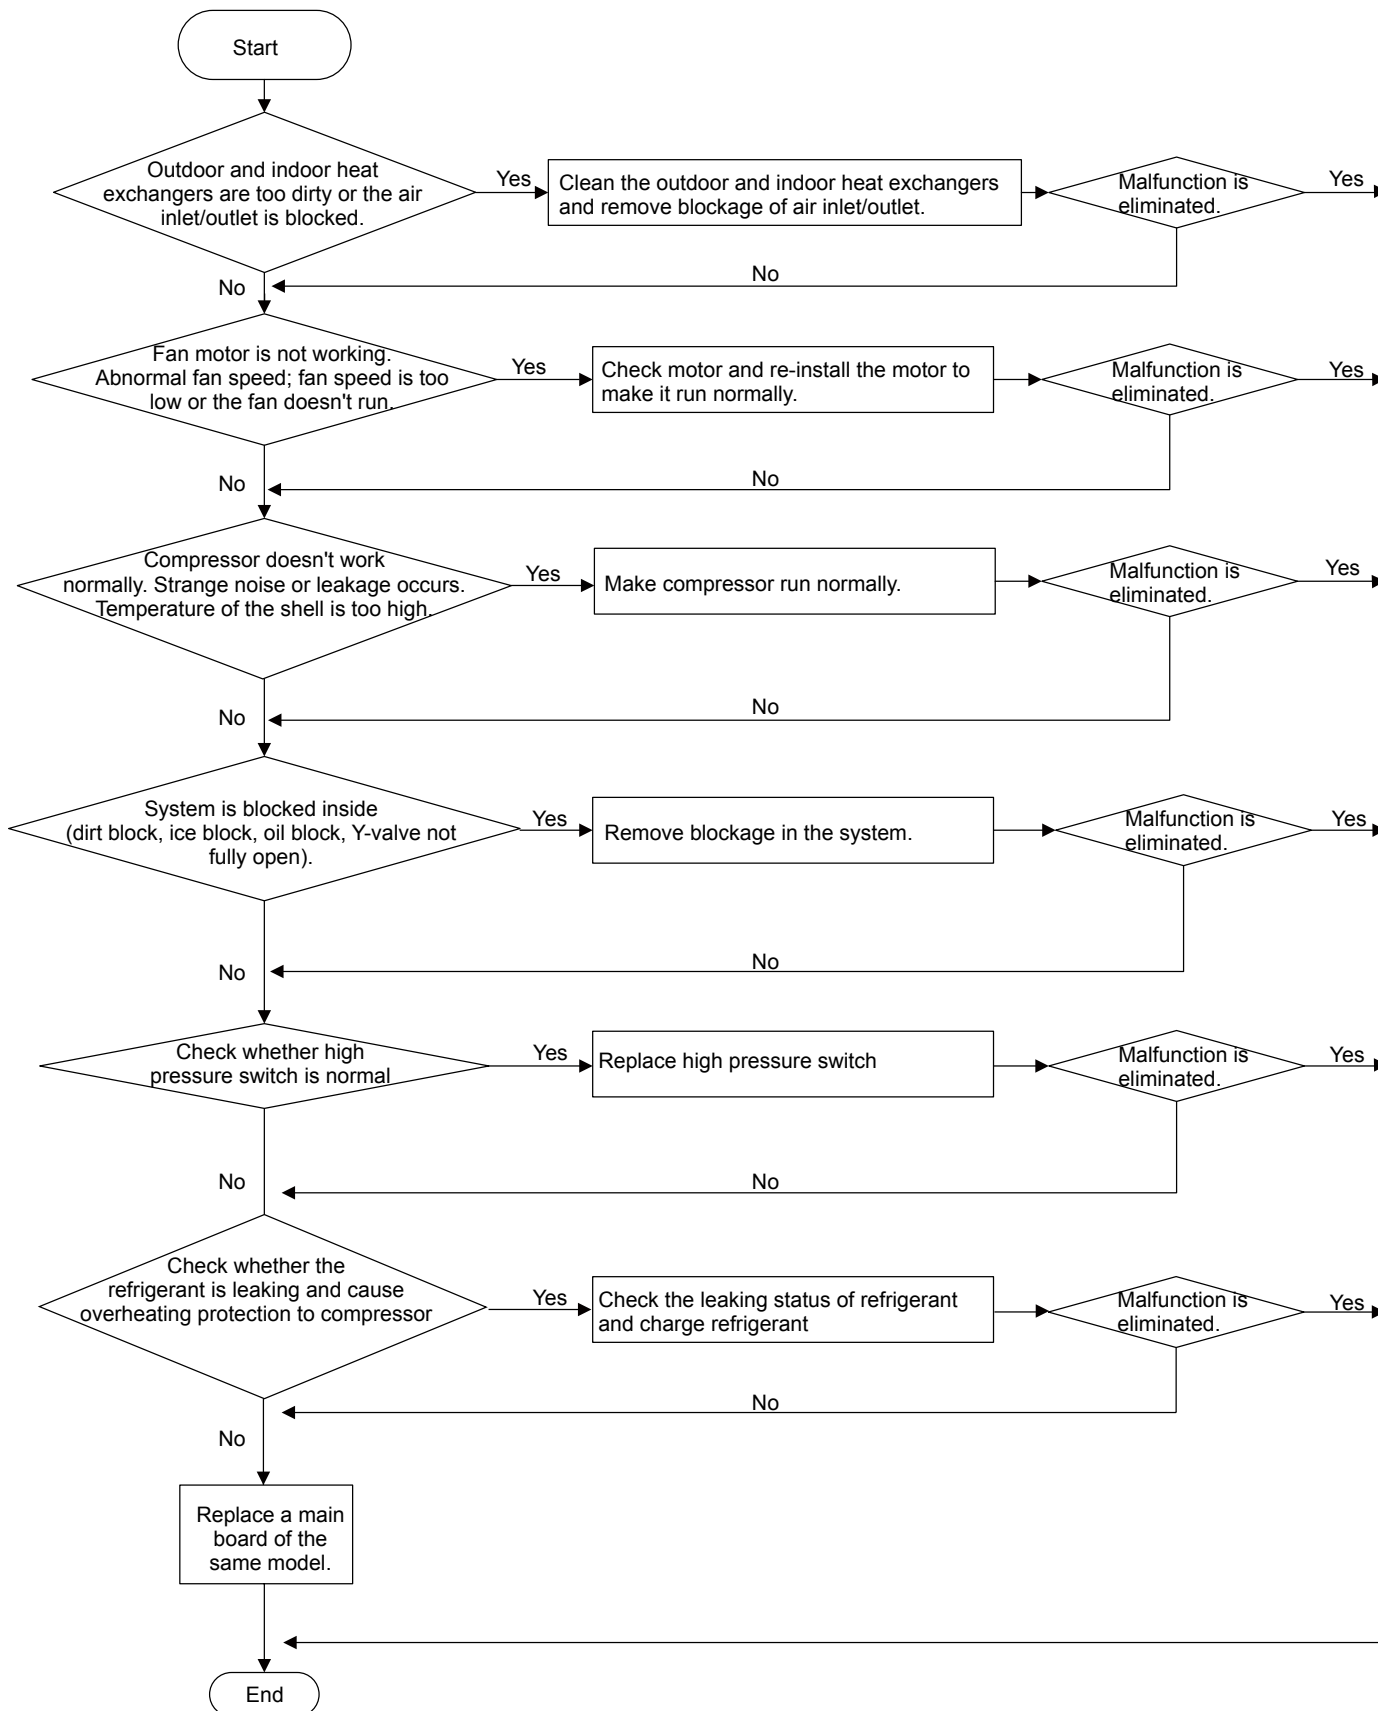 Start
Outdoor and indoor heat
exchangers are too dirty or the air
inlet/outlet is blocked.
Yes
Clean the outdoor and indoor heat exchangers
and remove blockage of air inlet/outlet.
Malfunction is
eliminated.
Yes
No
No
Fan motor is not working.
Abnormal fan speed; fan speed is too
low or the fan doesn't run.
Yes
Check motor and re-install the motor to
make it run normally.
Malfunction is
eliminated.
Yes
No
No
Compressor doesn't work
normally. Strange noise or leakage occurs.
Temperature of the shell is too high.
Yes
Make compressor run normally.
Malfunction is
eliminated.
Yes
No
No
System is blocked inside
(dirt block, ice block, oil block, Y-valve not
fully open).
Yes
Remove blockage in the system.
Malfunction is
eliminated.
Yes
No
No
Check whether high
pressure switch is normal
Yes
Replace high pressure switch
Malfunction is
eliminated.
Yes
No
No
Check whether the
refrigerant is leaking and cause
overheating protection to compressor
Yes
Check the leaking status of refrigerant
and charge refrigerant
Malfunction is
eliminated.
Yes
No
No
Replace a main
board of the
same model.
End